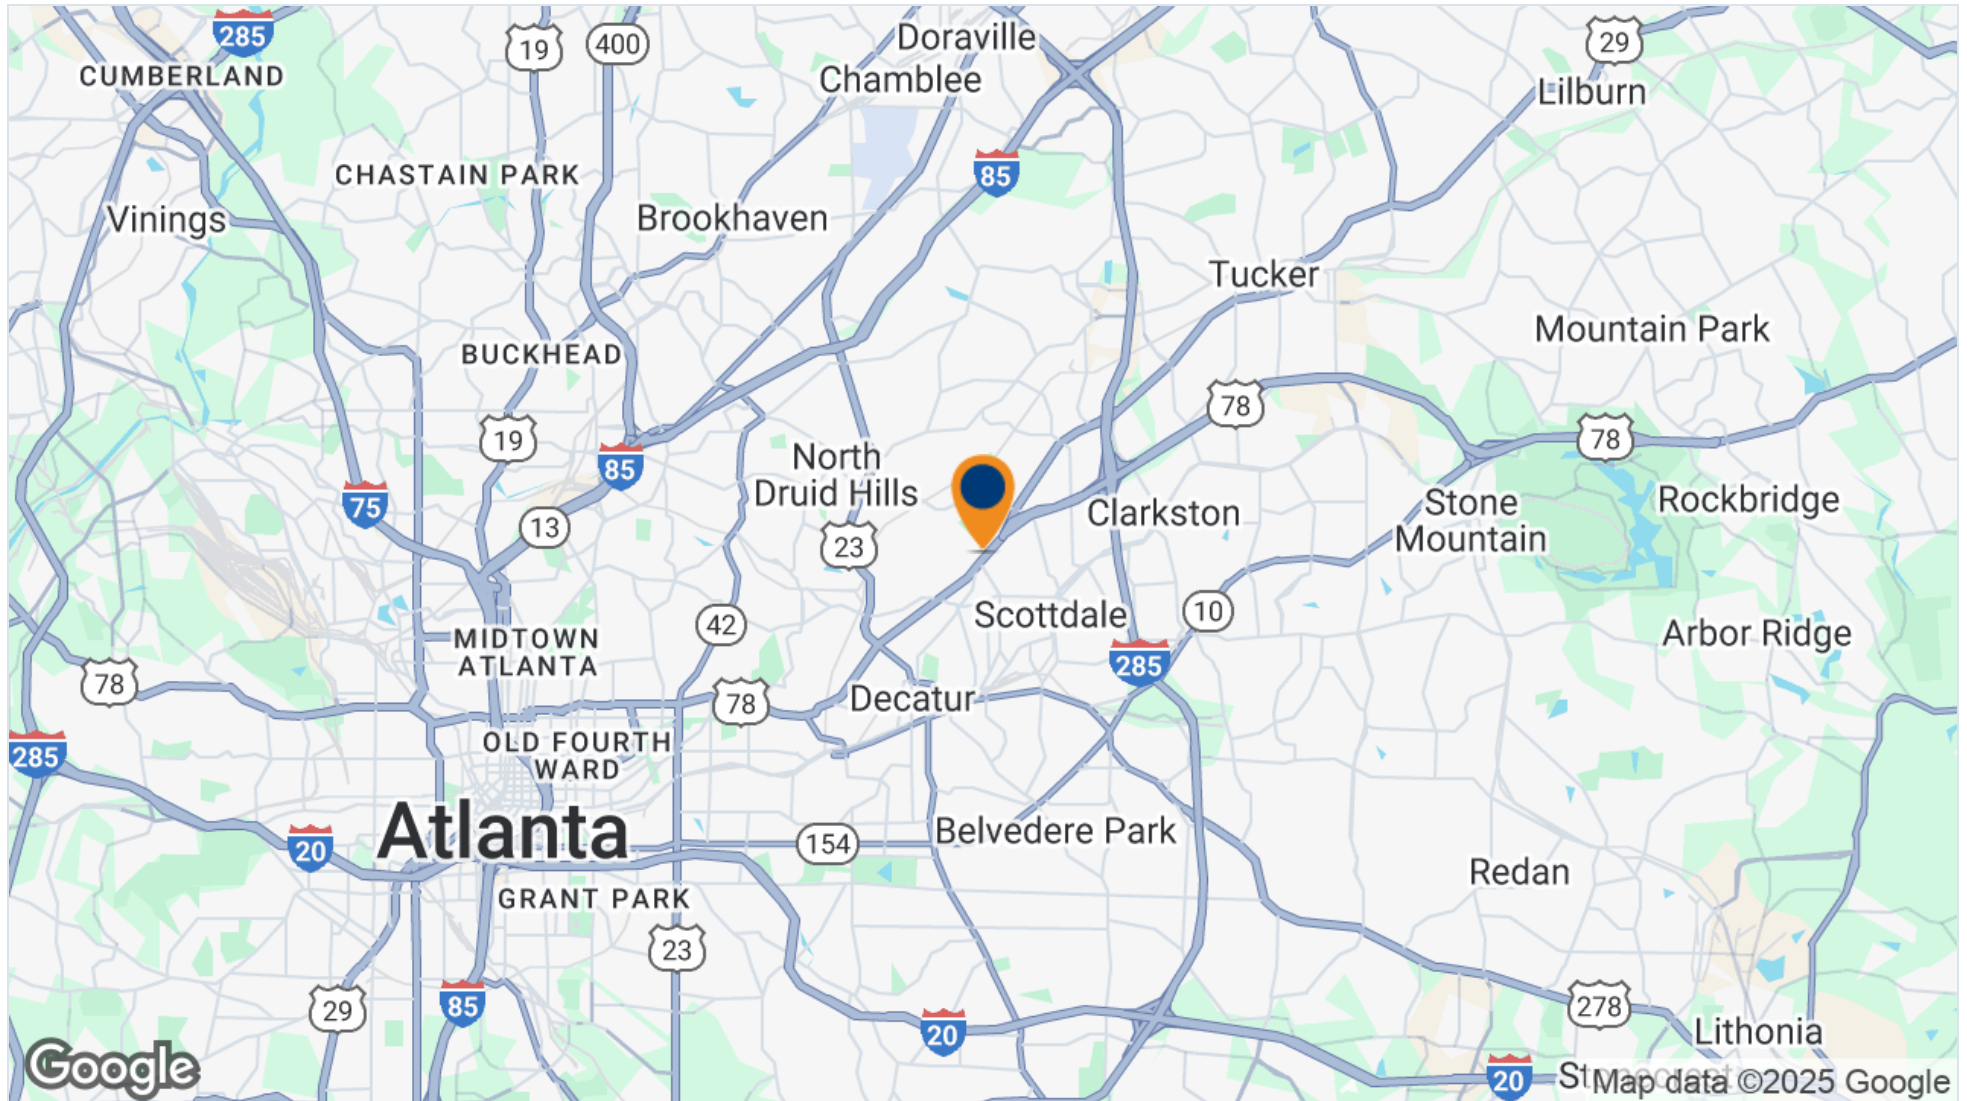 285
19
400
Doraville
29
CUMBERLAND
Chamblee
Lilburn
CHASTAIN PARK
85
Vinings
Brookhaven
Tucker
Mountain Park
BUCKHEAD
78
19
78
85
North
Druid Hills
75
13
Clarkston
Stone
Mountain
Rockbridge
23
42
Scottdale
10
MIDTOWN
ATLANTA
285
Arbor Ridge
78
78
Decatur
285
OLD FOURTH
WARD
20
Atlanta
154
Belvedere Park
Redan
GRANT PARK
23
29
85
20
278
Lithonia
Google
20
Map data ©2025 Google